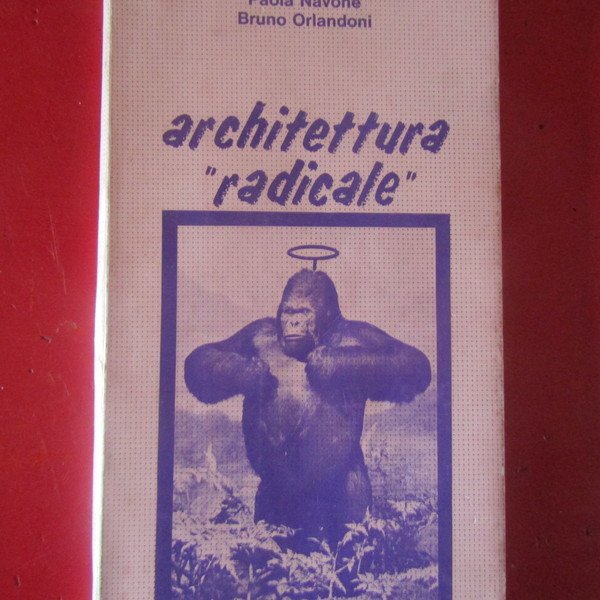 Paola Navone
Bruno Orlandoni
architettura
"radicale"